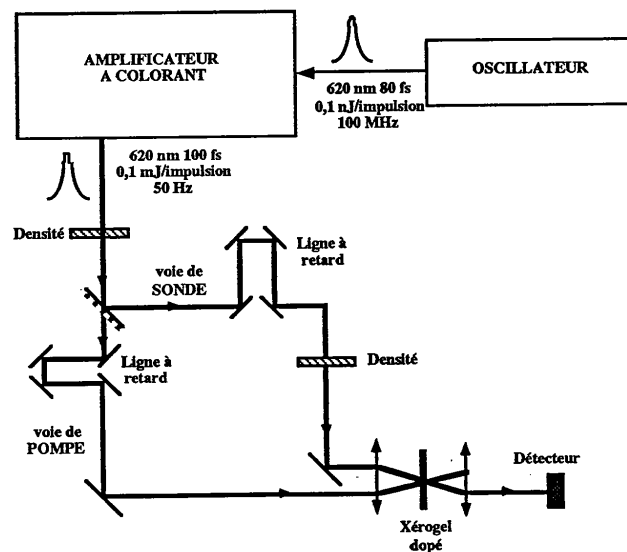 AMPLIFICATEUR
A COLORANT
OSCILLATEUR
620 nm 80 fs
0,1 nJ/impulsion
100 MHz
620 nm 100 fs
0,1 mJ/impulsion
50 Hz
Densité
voie de
SONDE
Ligne à
retard
Ligne à
retard
Densité
voie de
POMPE
Détecteur
Xérogel
dopé